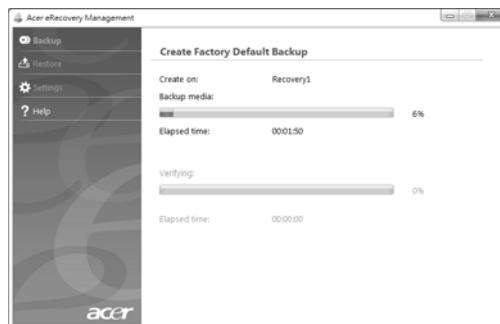 Acer eRecovery Management
Backup
Restore
Settings
Help
Create Factory Default Backup
Create on: Recovery1
Backup media:
6%
Elapsed time: 00:01:50
Verifying:
0%
Elapsed time: 00:00:00
acer